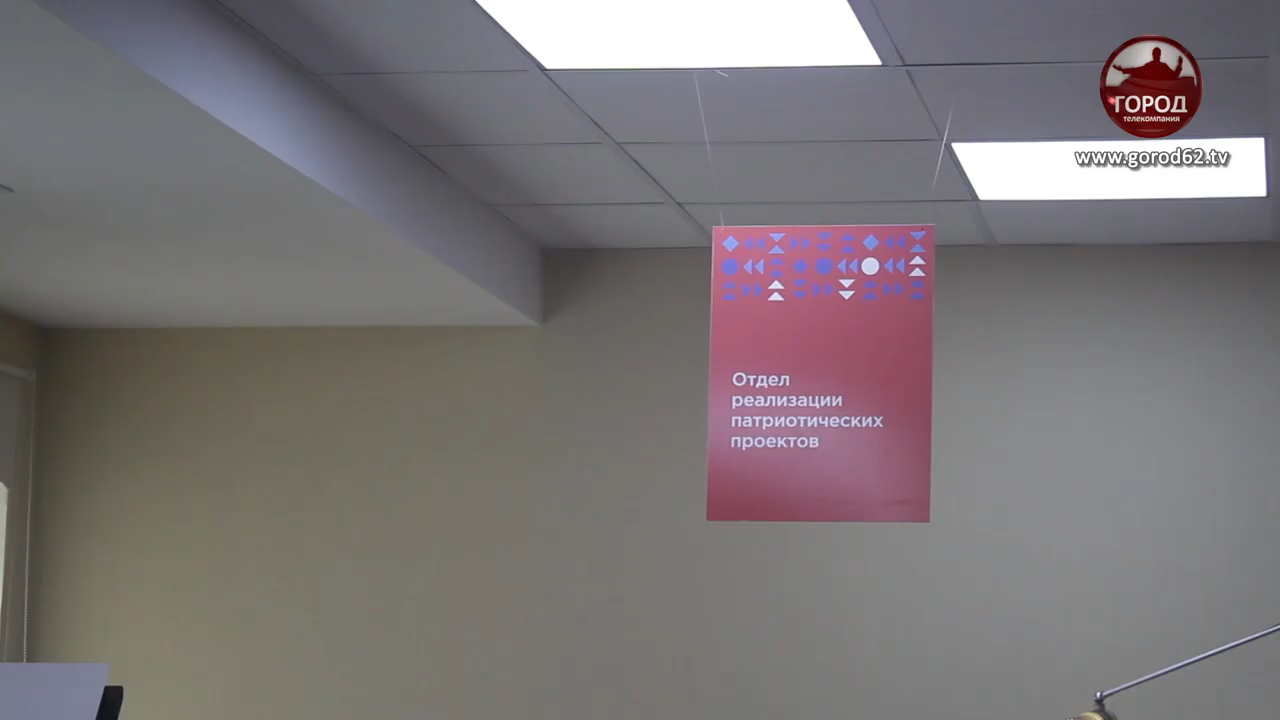 ГОРОД
телекомпания
www.gorod62.tv
Отдел
реализации
патриотических
проектов